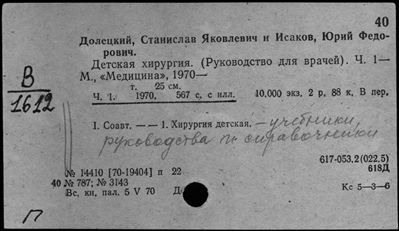 40
Долецкий, Станислав Яковлевич и Исаков, Юрий Федо-
рович.
Детская хирургия. (Руководство для врачей). Ч. 1—
М., «Медицина», 1970—
т. 25 см.
Ч. 1. 1970. 567 с. с илл. 10,000 экз. 2 р. 88 к. В пер.
В
1612
I. Соавт. — — 1. Хирургия детская. – учебники,
руководства и справочники
617-053.2(022.5)
№ 14410 [70-19404] п 22 618Д
40 № 787; № 3143
Вс. кн. пал. 5 V 70 Кс 5—3—6
П